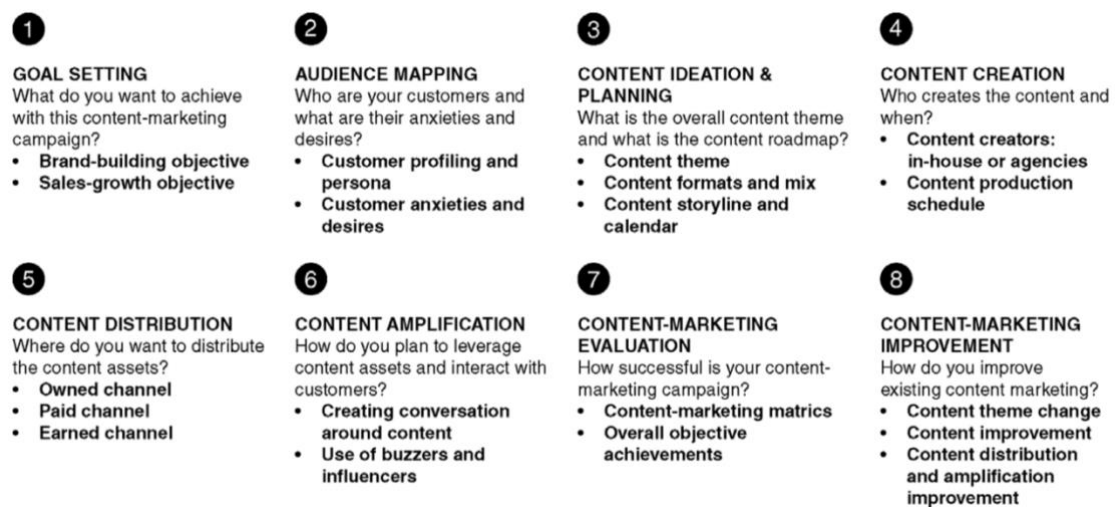 1
GOAL SETTING
What do you want to achieve
with this content-marketing
campaign?
• Brand-building objective
• Sales-growth objective
2
AUDIENCE MAPPING
Who are your customers and
what are their anxieties and
desires?
• Customer profiling and
persona
• Customer anxieties and
desires
3
CONTENT IDEATION &
PLANNING
What is the overall content theme
and what is the content roadmap?
• Content theme
• Content formats and mix
• Content storyline and
calendar
4
CONTENT CREATION
Who creates the content and
when?
• Content creators:
in-house or agencies
• Content production
schedule
5
CONTENT DISTRIBUTION
Where do you want to distribute
the content assets?
• Owned channel
• Paid channel
• Earned channel
6
CONTENT AMPLIFICATION
How do you plan to leverage
content assets and interact with
customers?
• Creating conversation
around content
• Use of buzzers and
influencers
7
CONTENT-MARKETING
EVALUATION
How successful is your content-
marketing campaign?
• Content-marketing matrics
• Overall objective
achievements
8
CONTENT-MARKETING
IMPROVEMENT
How do you improve
existing content marketing?
• Content theme change
• Content improvement
• Content distribution
and amplification
improvement